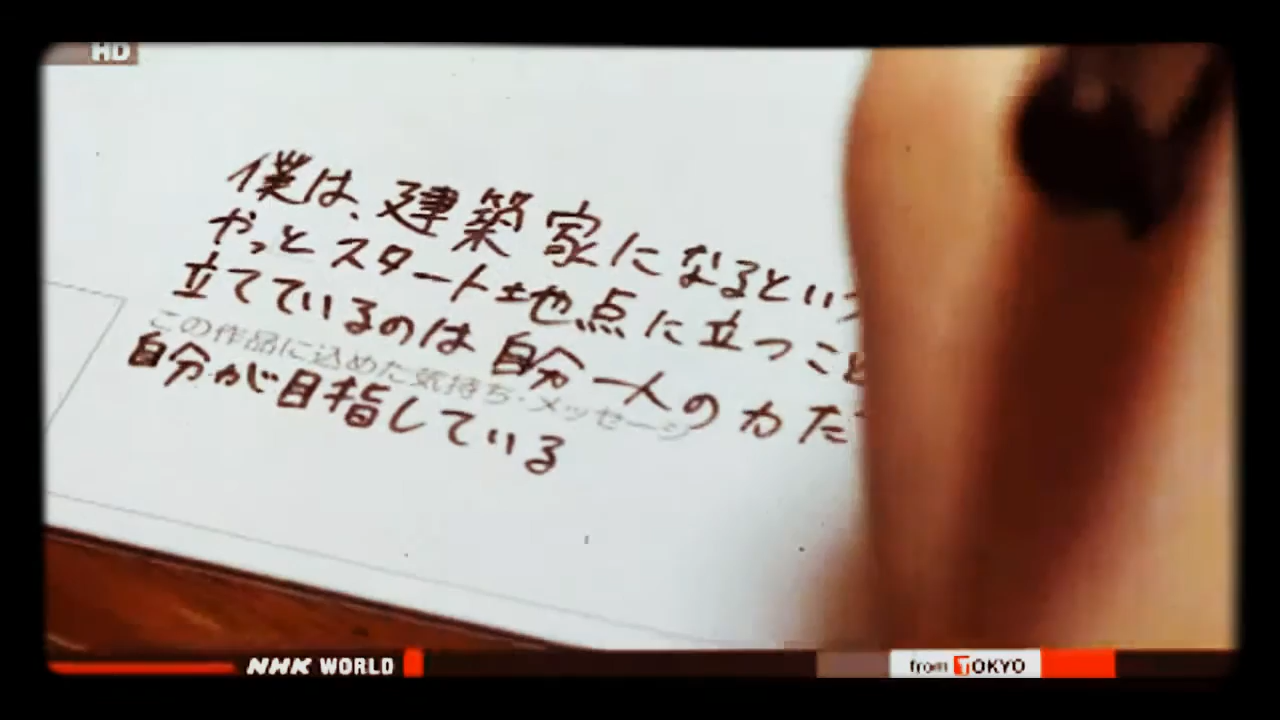 HD
僕は、建築家になるとい
やっとスタート地点に立つこと
立てているのは自分一人の力だ
この作品に込めた気持ち・メッセージ
自分が目指している
NHK WORLD
from TOKYO